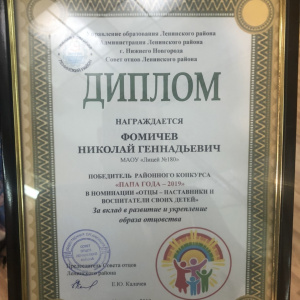 Управление образования Ленинского района
Администрации Ленинского района
г. Нижнего Новгорода
Совет отцов Ленинского района
ДИПЛОМ
НАГРАЖДАЕТСЯ
ФОМИЧЕВ
НИКОЛАЙ ГЕННАДЬЕВИЧ
МАОУ «Лицей №180»
ПОБЕДИТЕЛЬ РАЙОННОГО КОНКУРСА
«ПАПА ГОДА – 2019»
В НОМИНАЦИИ «ОТЦЫ – НАСТАВНИКИ И
ВОСПИТАТЕЛИ СВОИХ ДЕТЕЙ»
За вклад в развитие и укрепление
образа отцовства
Председатель Совета отцов
Ленинского района
Е.Ю. Калачев